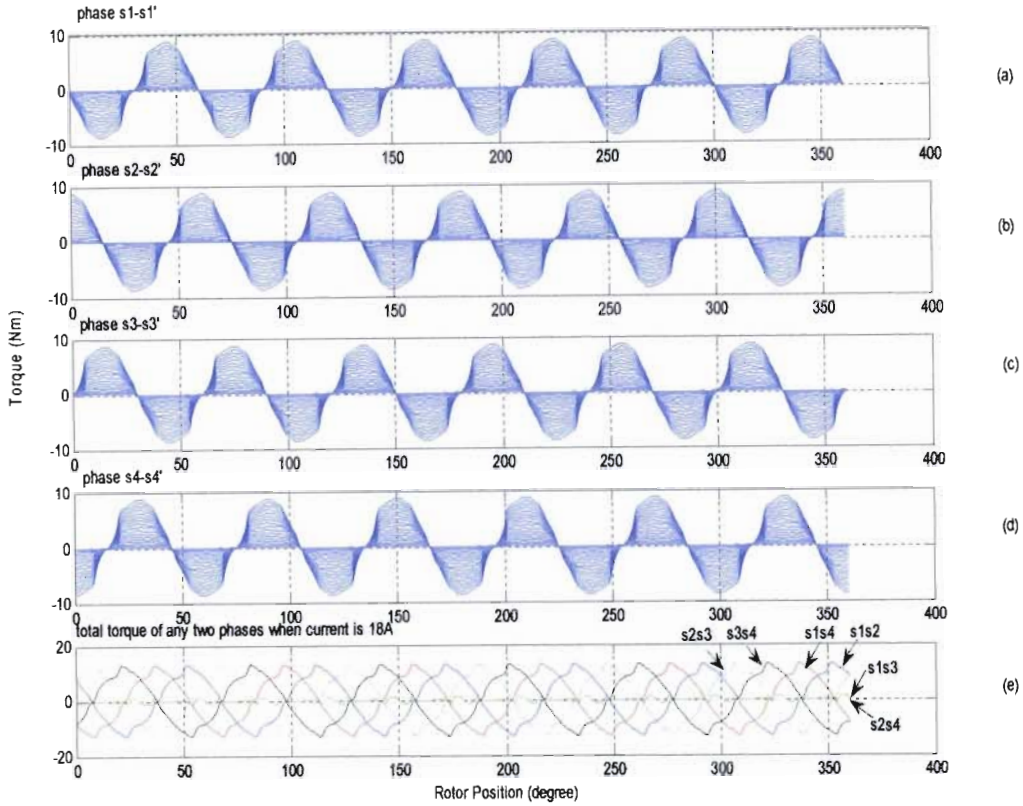 phase s1-s1'
10
0
-10
0 50 100 150 200 250 300 350 400
(a)
phase s2-s2'
10
0
-10
0 50 100 150 200 250 300 350 400
(b)
phase s3-s3'
10
0
-10
0 50 100 150 200 250 300 350 400
(c)
phase s4-s4'
10
0
-10
0 50 100 150 200 250 300 350 400
(d)
total torque of any two phases when current is 18A
s2s3 s3s4 s1s4 s1s2
s1s3
s2s4
20
0
-20
0 50 100 150 200 250 300 350 400
(e)
Torque (Nm)
Rotor Position (degree)